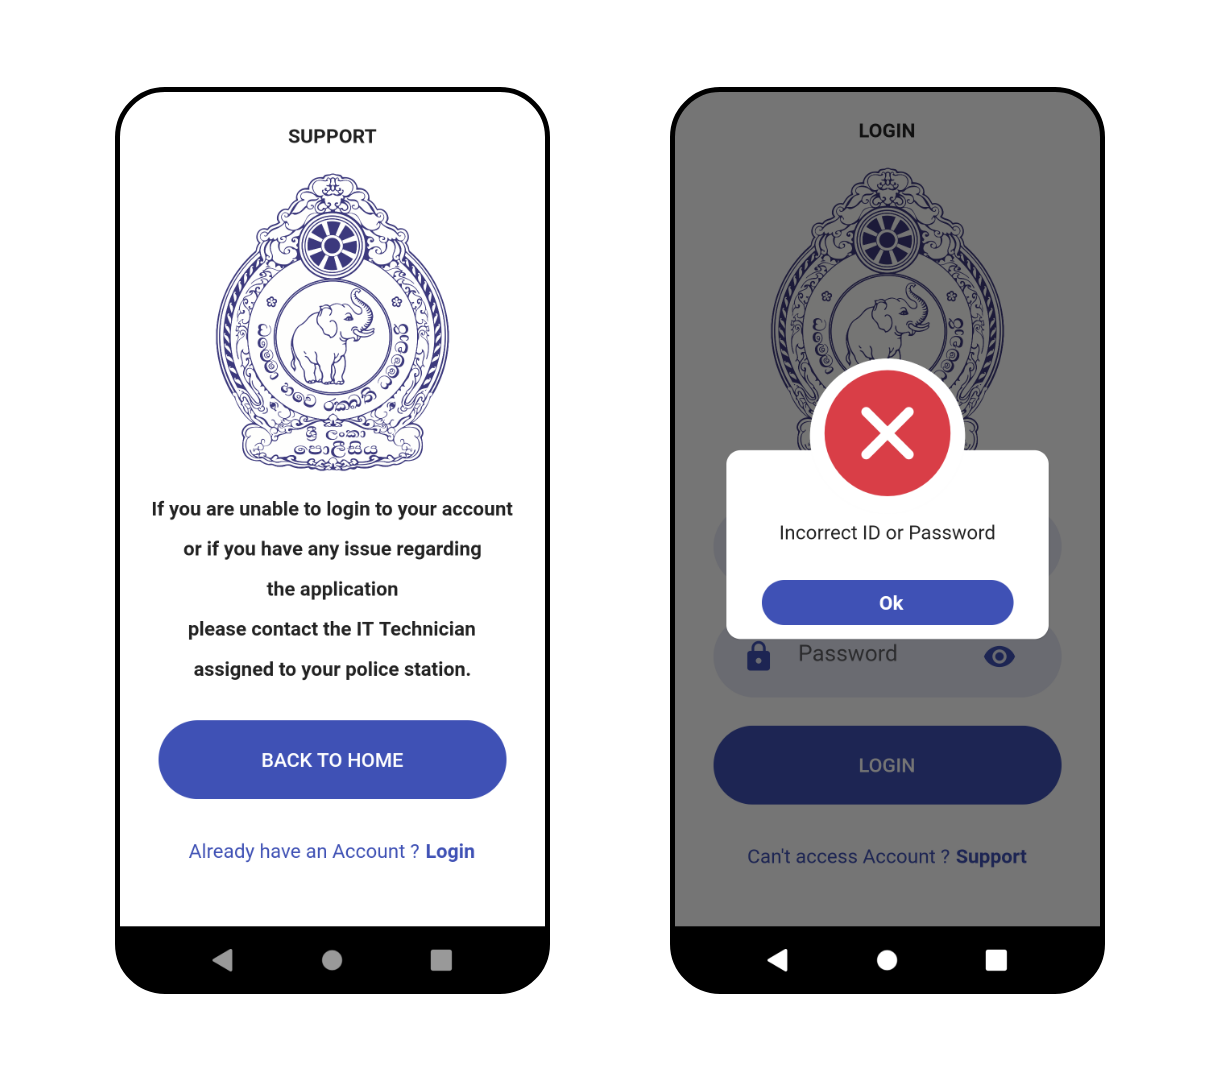 SUPPORT
ශ්‍රී ලංකා
පොලීසිය
If you are unable to login to your account
or if you have any issue regarding
the application
please contact the IT Technician
assigned to your police station.
BACK TO HOME
Already have an Account ? Login
LOGIN
Incorrect ID or Password
Ok
Password
LOGIN
Can't access Account ? Support